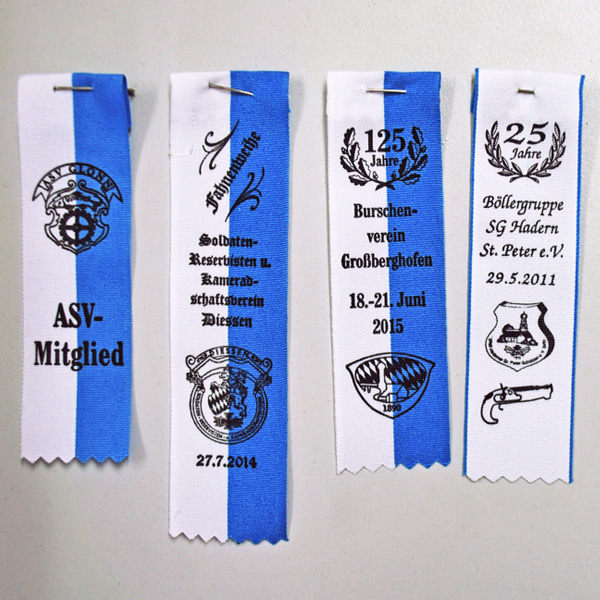 ASV GLONN
ASV-
Mitglied
Fahnenweihe
Soldaten-
Reservisten u.
Kamerad-
schaftsverein
Diessen
DIESSEN
27.7.2014
125
Jahre
Burschen-
verein
Großberghofen
18.-21. Juni
2015
1890
25
Jahre
Böllergruppe
SG Hadern
St. Peter e.V.
29.5.2011